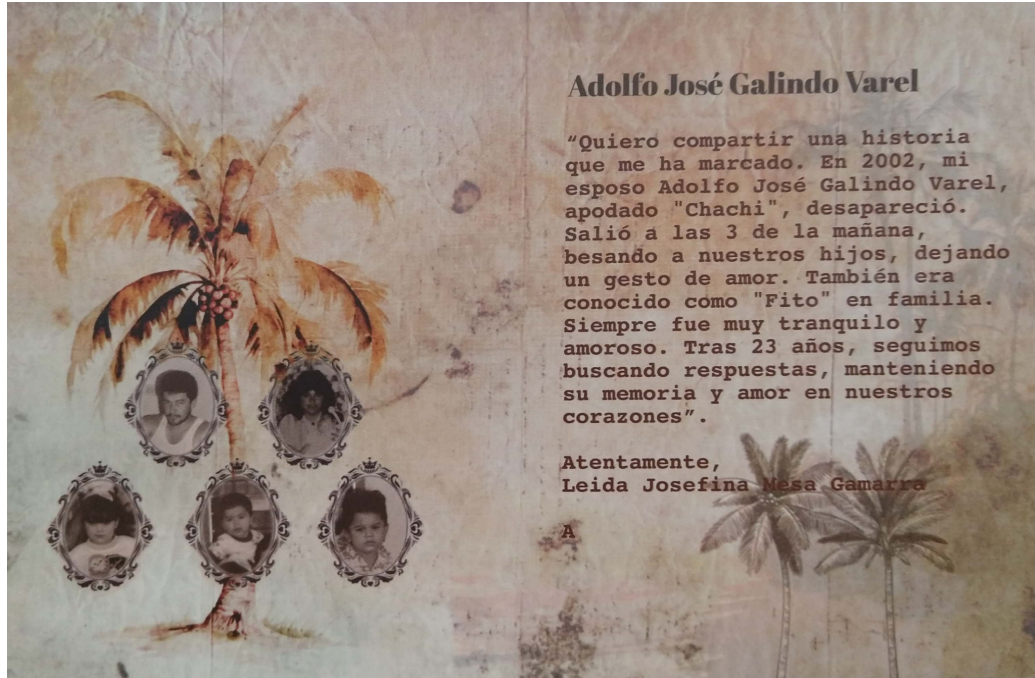 Adolfo José Galindo Varel
“Quiero compartir una historia
que me ha marcado. En 2002, mi
esposo Adolfo José Galindo Varel,
apodado "Chachi", desapareció.
Salió a las 3 de la mañana,
besando a nuestros hijos, dejando
un gesto de amor. También era
conocido como "Fito" en familia.
Siempre fue muy tranquilo y
amoroso. Tras 23 años, seguimos
buscando respuestas, manteniendo
su memoria y amor en nuestros
corazones”.
Atentamente,
Leida Josefina Mesa Gamarra
A